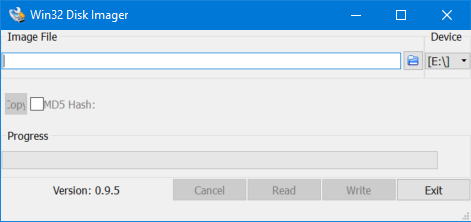 Win32 Disk Imager
Image File
Device
[E:\]
Copy
MD5 Hash:
Progress
Version: 0.9.5
Cancel
Read
Write
Exit